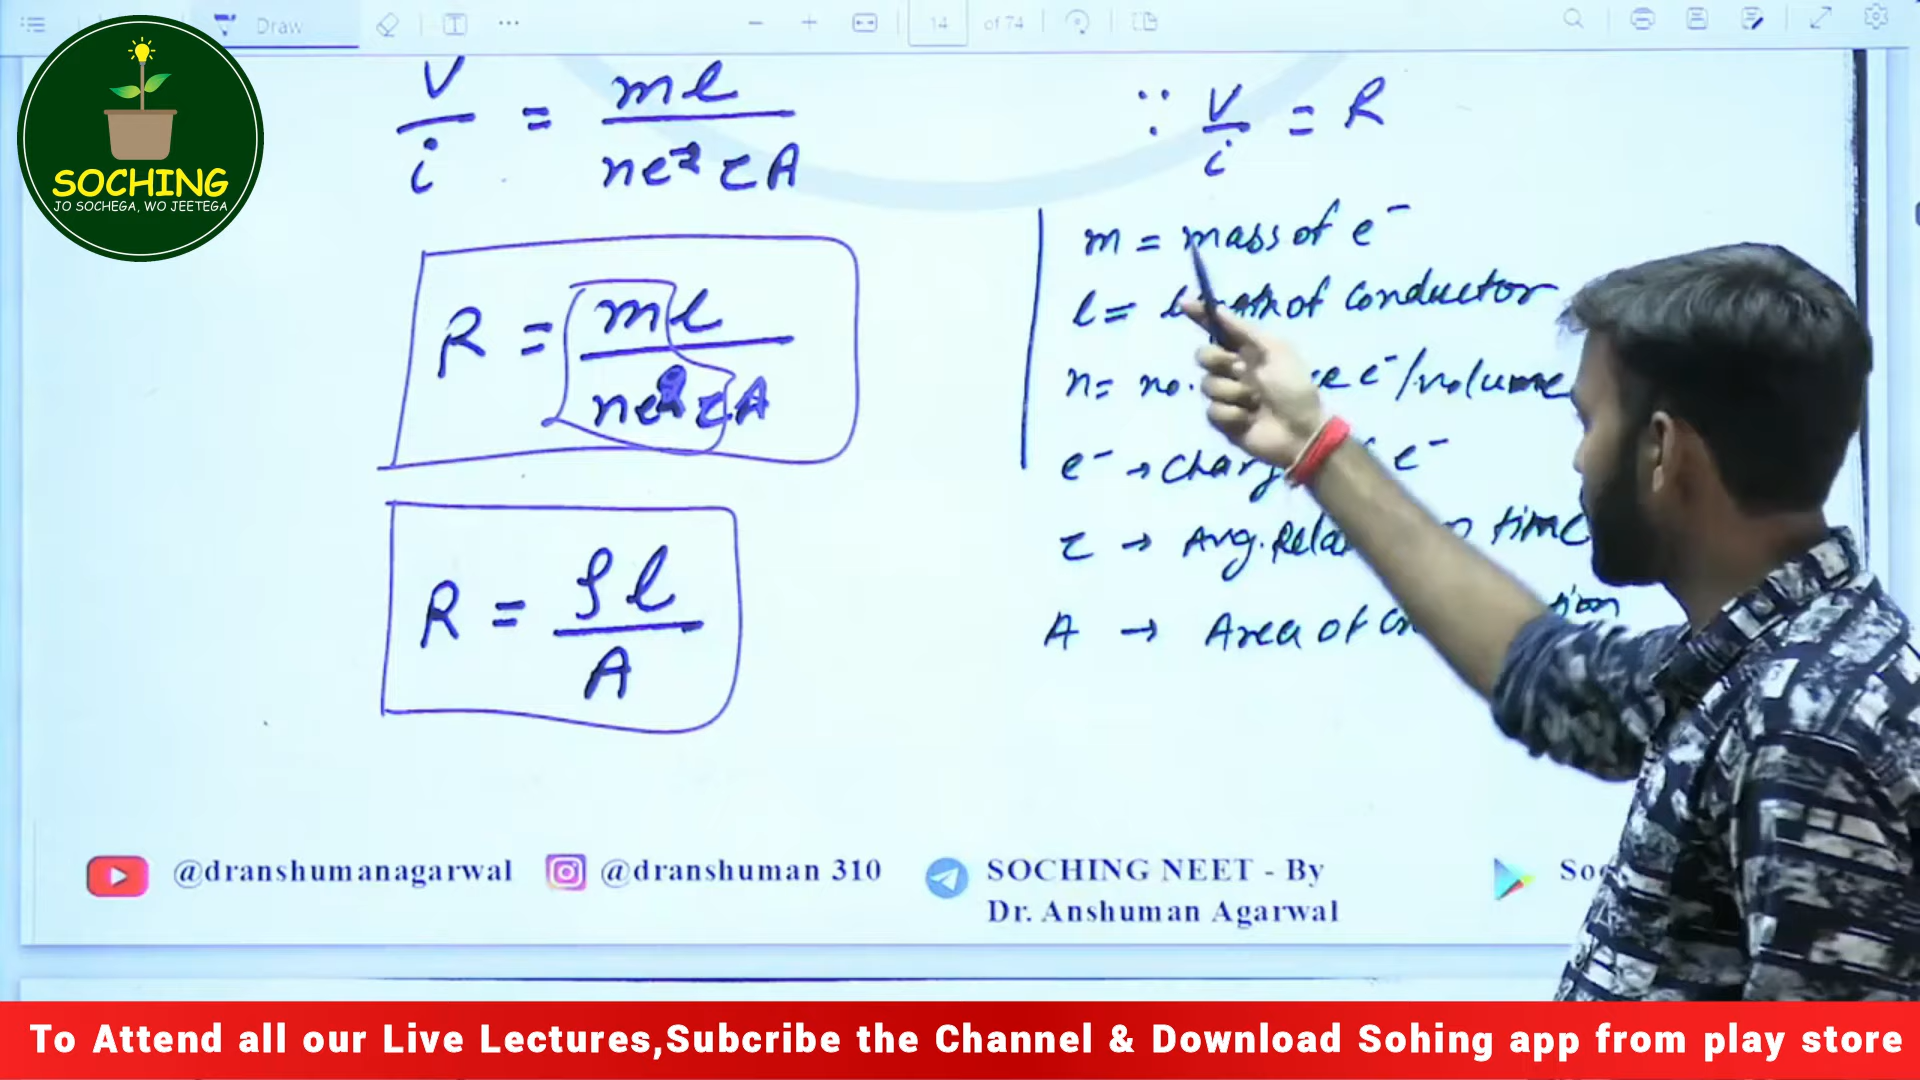 Draw
14 of 74
SOCHING
JO SOCHEGA, WO JEETEGA
V/i = ml/ne²τA
∵ V/i = R
R = ml/ne²τA
R = ρl/A
m = mass of e⁻
l = of conductor
n = no. e⁻/volume
e⁻ → e⁻
τ → Avg. time
A → Area of
@dranshumanagarwal
@dranshuman 310
SOCHING NEET - By
Dr. Anshuman Agarwal
To Attend all our Live Lectures,Subcribe the Channel & Download Sohing app from play store